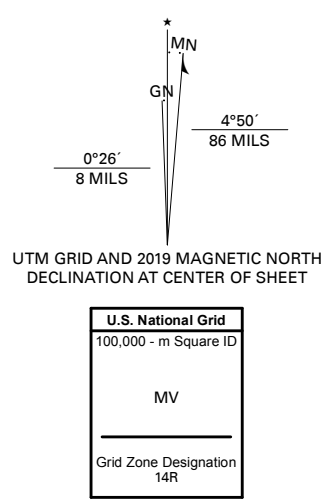 ★
MN
GN
4°50´
86 MILS
0°26´
8 MILS
UTM GRID AND 2019 MAGNETIC NORTH
DECLINATION AT CENTER OF SHEET
U.S. National Grid
100,000 - m Square ID
MV
Grid Zone Designation
14R